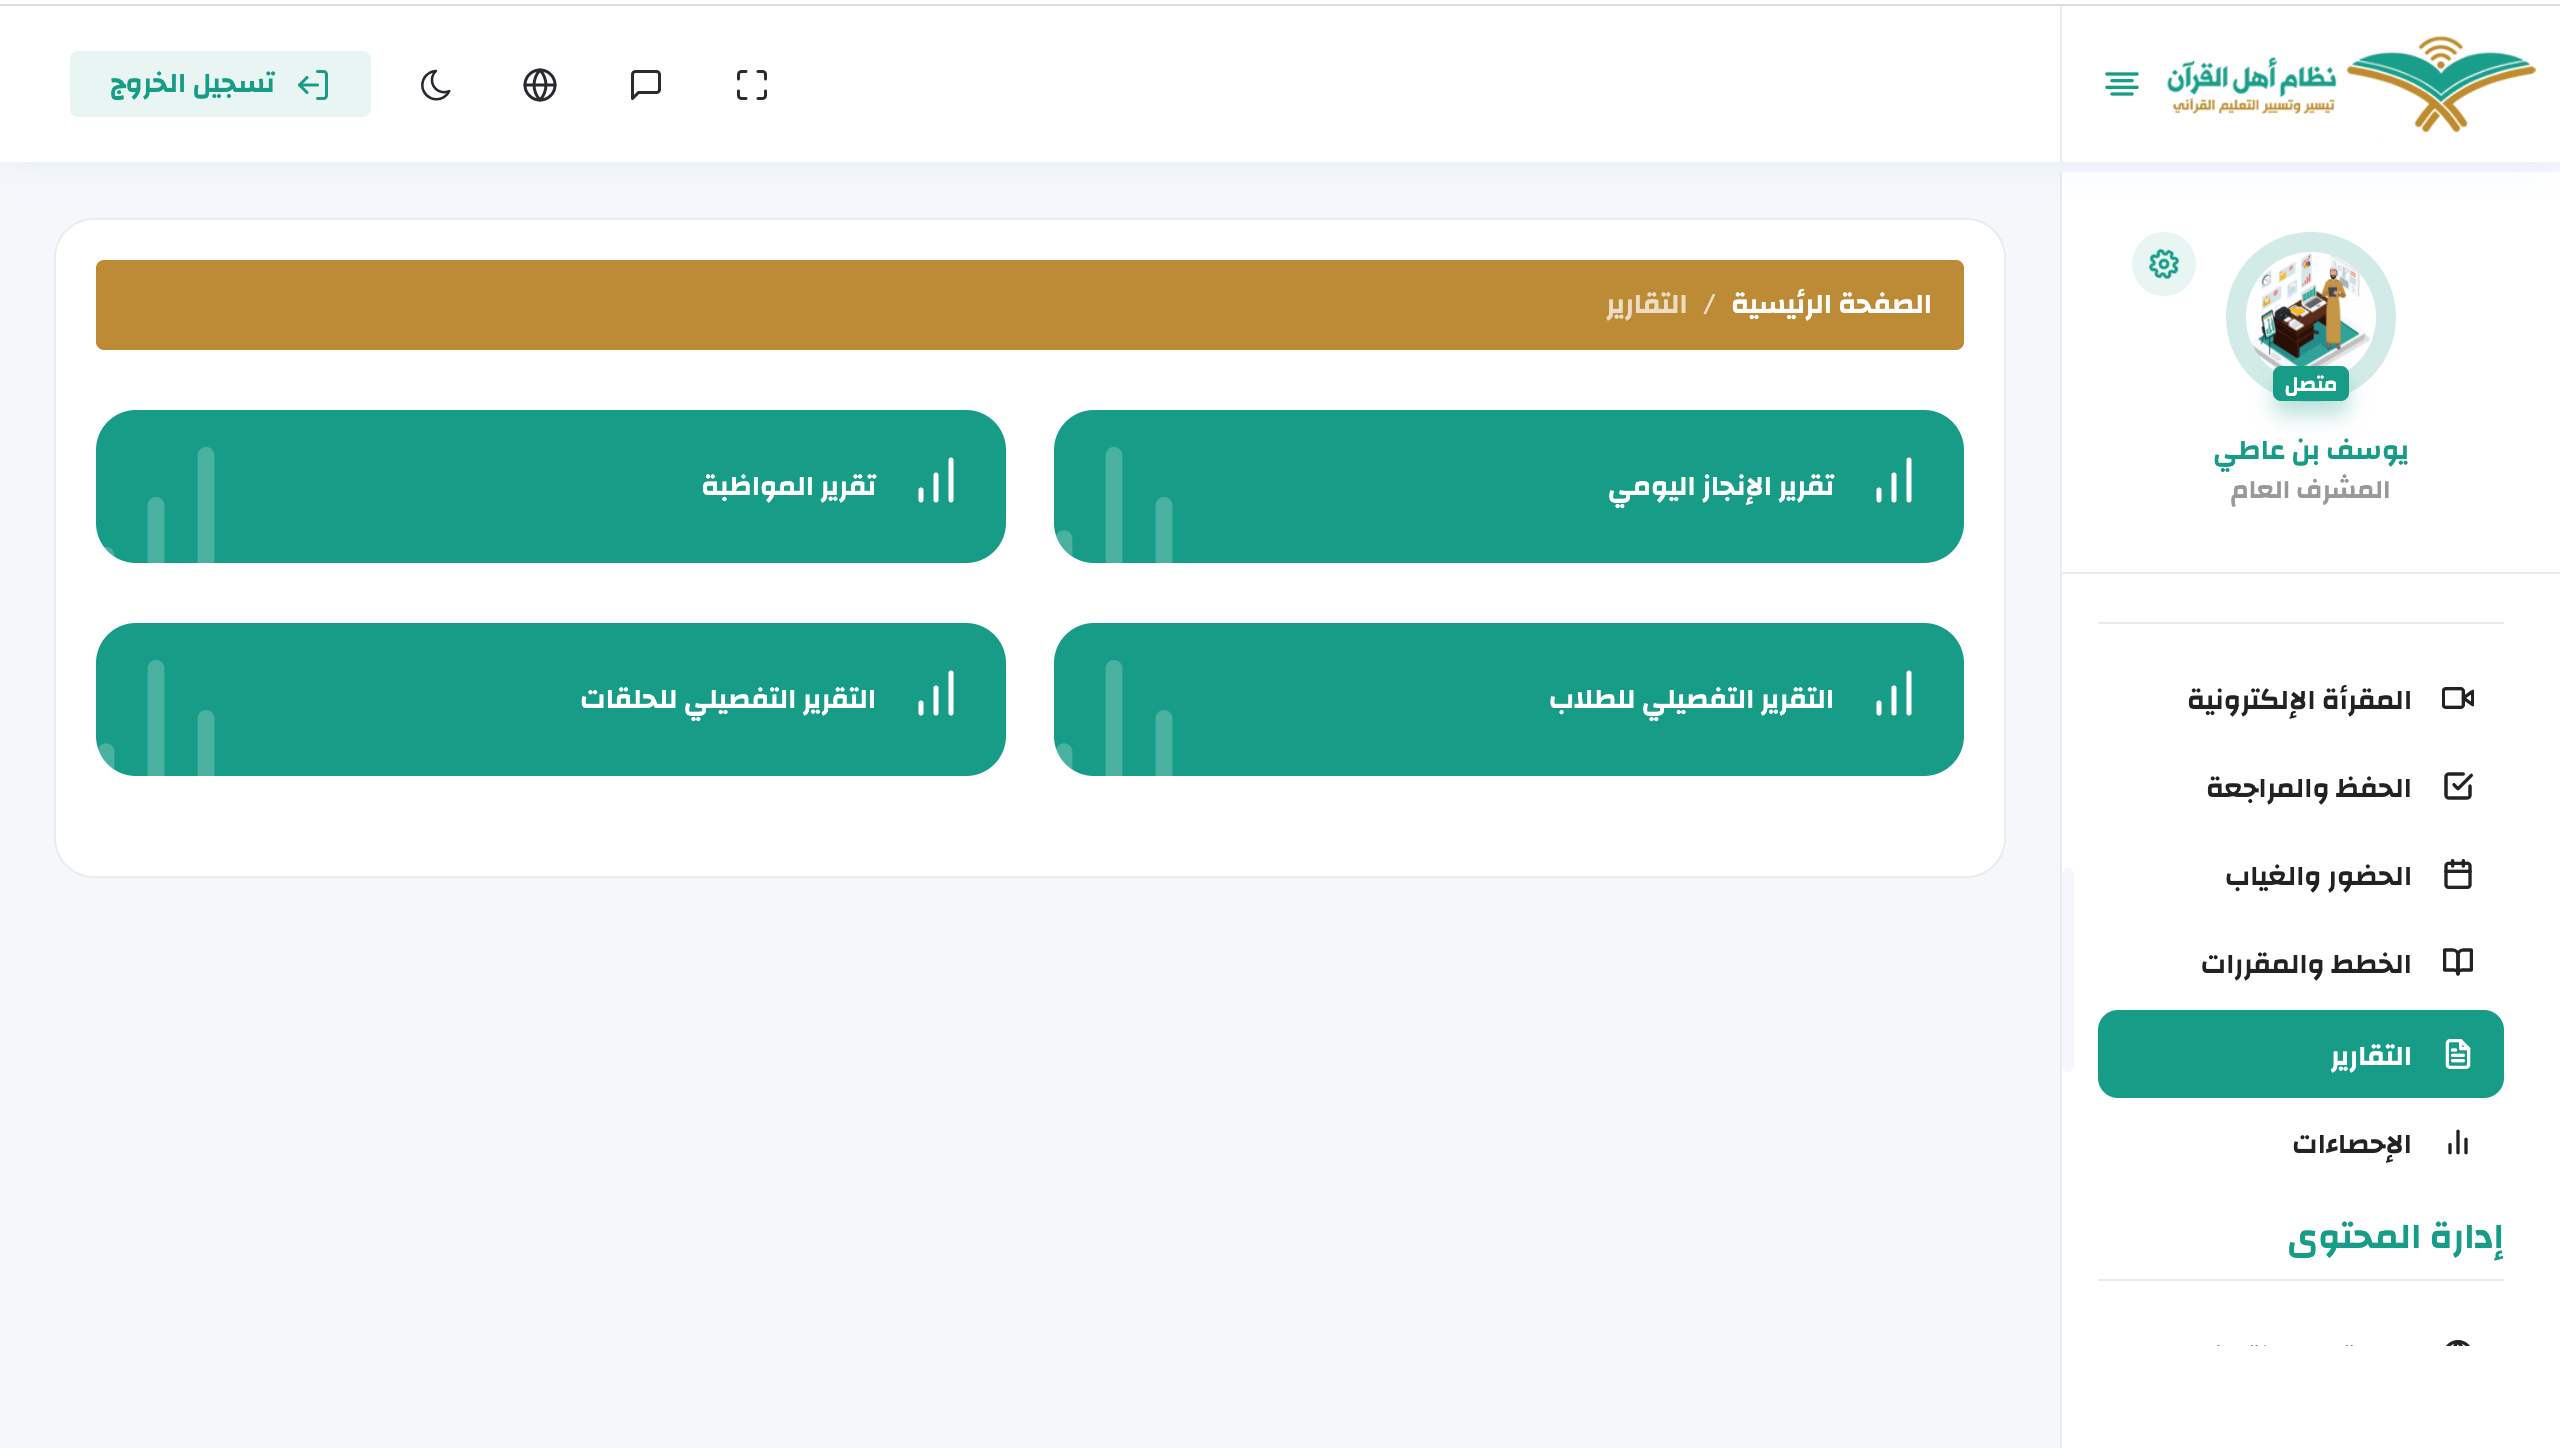 نظام أهل القرآن
تيسير وتسيير التعليم القرآني
تسجيل الخروج
متصل
يوسف بن عاطي
المشرف العام
المقرأة الإلكترونية
الحفظ والمراجعة
الحضور والغياب
الخطط والمقررات
التقارير
الإحصاءات
إدارة المحتوى
الصفحة الرئيسية / التقارير
تقرير الإنجاز اليومي
تقرير المواظبة
التقرير التفصيلي للطلاب
التقرير التفصيلي للحلقات